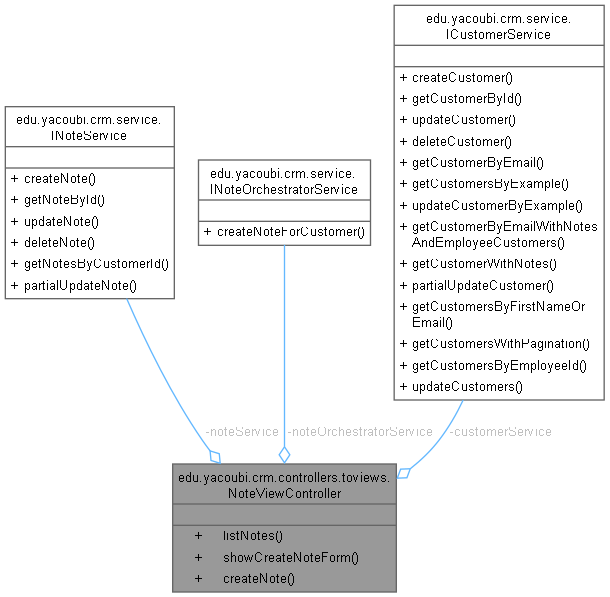 edu.yacoubi.crm.service.
ICustomerService
+ createCustomer()
+ getCustomerById()
+ updateCustomer()
+ deleteCustomer()
+ getCustomerByEmail()
+ getCustomersByExample()
+ updateCustomerByExample()
+ getCustomerByEmailWithNotes
AndEmployeeCustomers()
+ getCustomerWithNotes()
+ partialUpdateCustomer()
+ getCustomersByFirstNameOr
Email()
+ getCustomersWithPagination()
+ getCustomersByEmployeeId()
+ updateCustomers()
edu.yacoubi.crm.service.
INoteService
+ createNote()
+ getNoteById()
+ updateNote()
+ deleteNote()
+ getNotesByCustomerId()
+ partialUpdateNote()
edu.yacoubi.crm.service.
INoteOrchestratorService
+ createNoteForCustomer()
-noteService
-noteOrchestratorService
-customerService
edu.yacoubi.crm.controllers.toviews.
NoteViewController
+ listNotes()
+ showCreateNoteForm()
+ createNote()